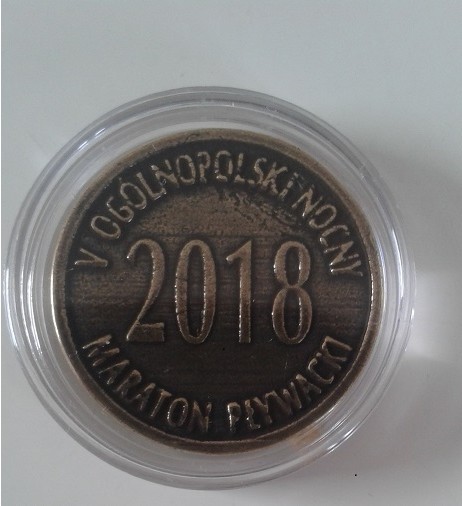 V OGÓLNOPOLSKI NOCNY
2018
MARATON PŁYWACKI